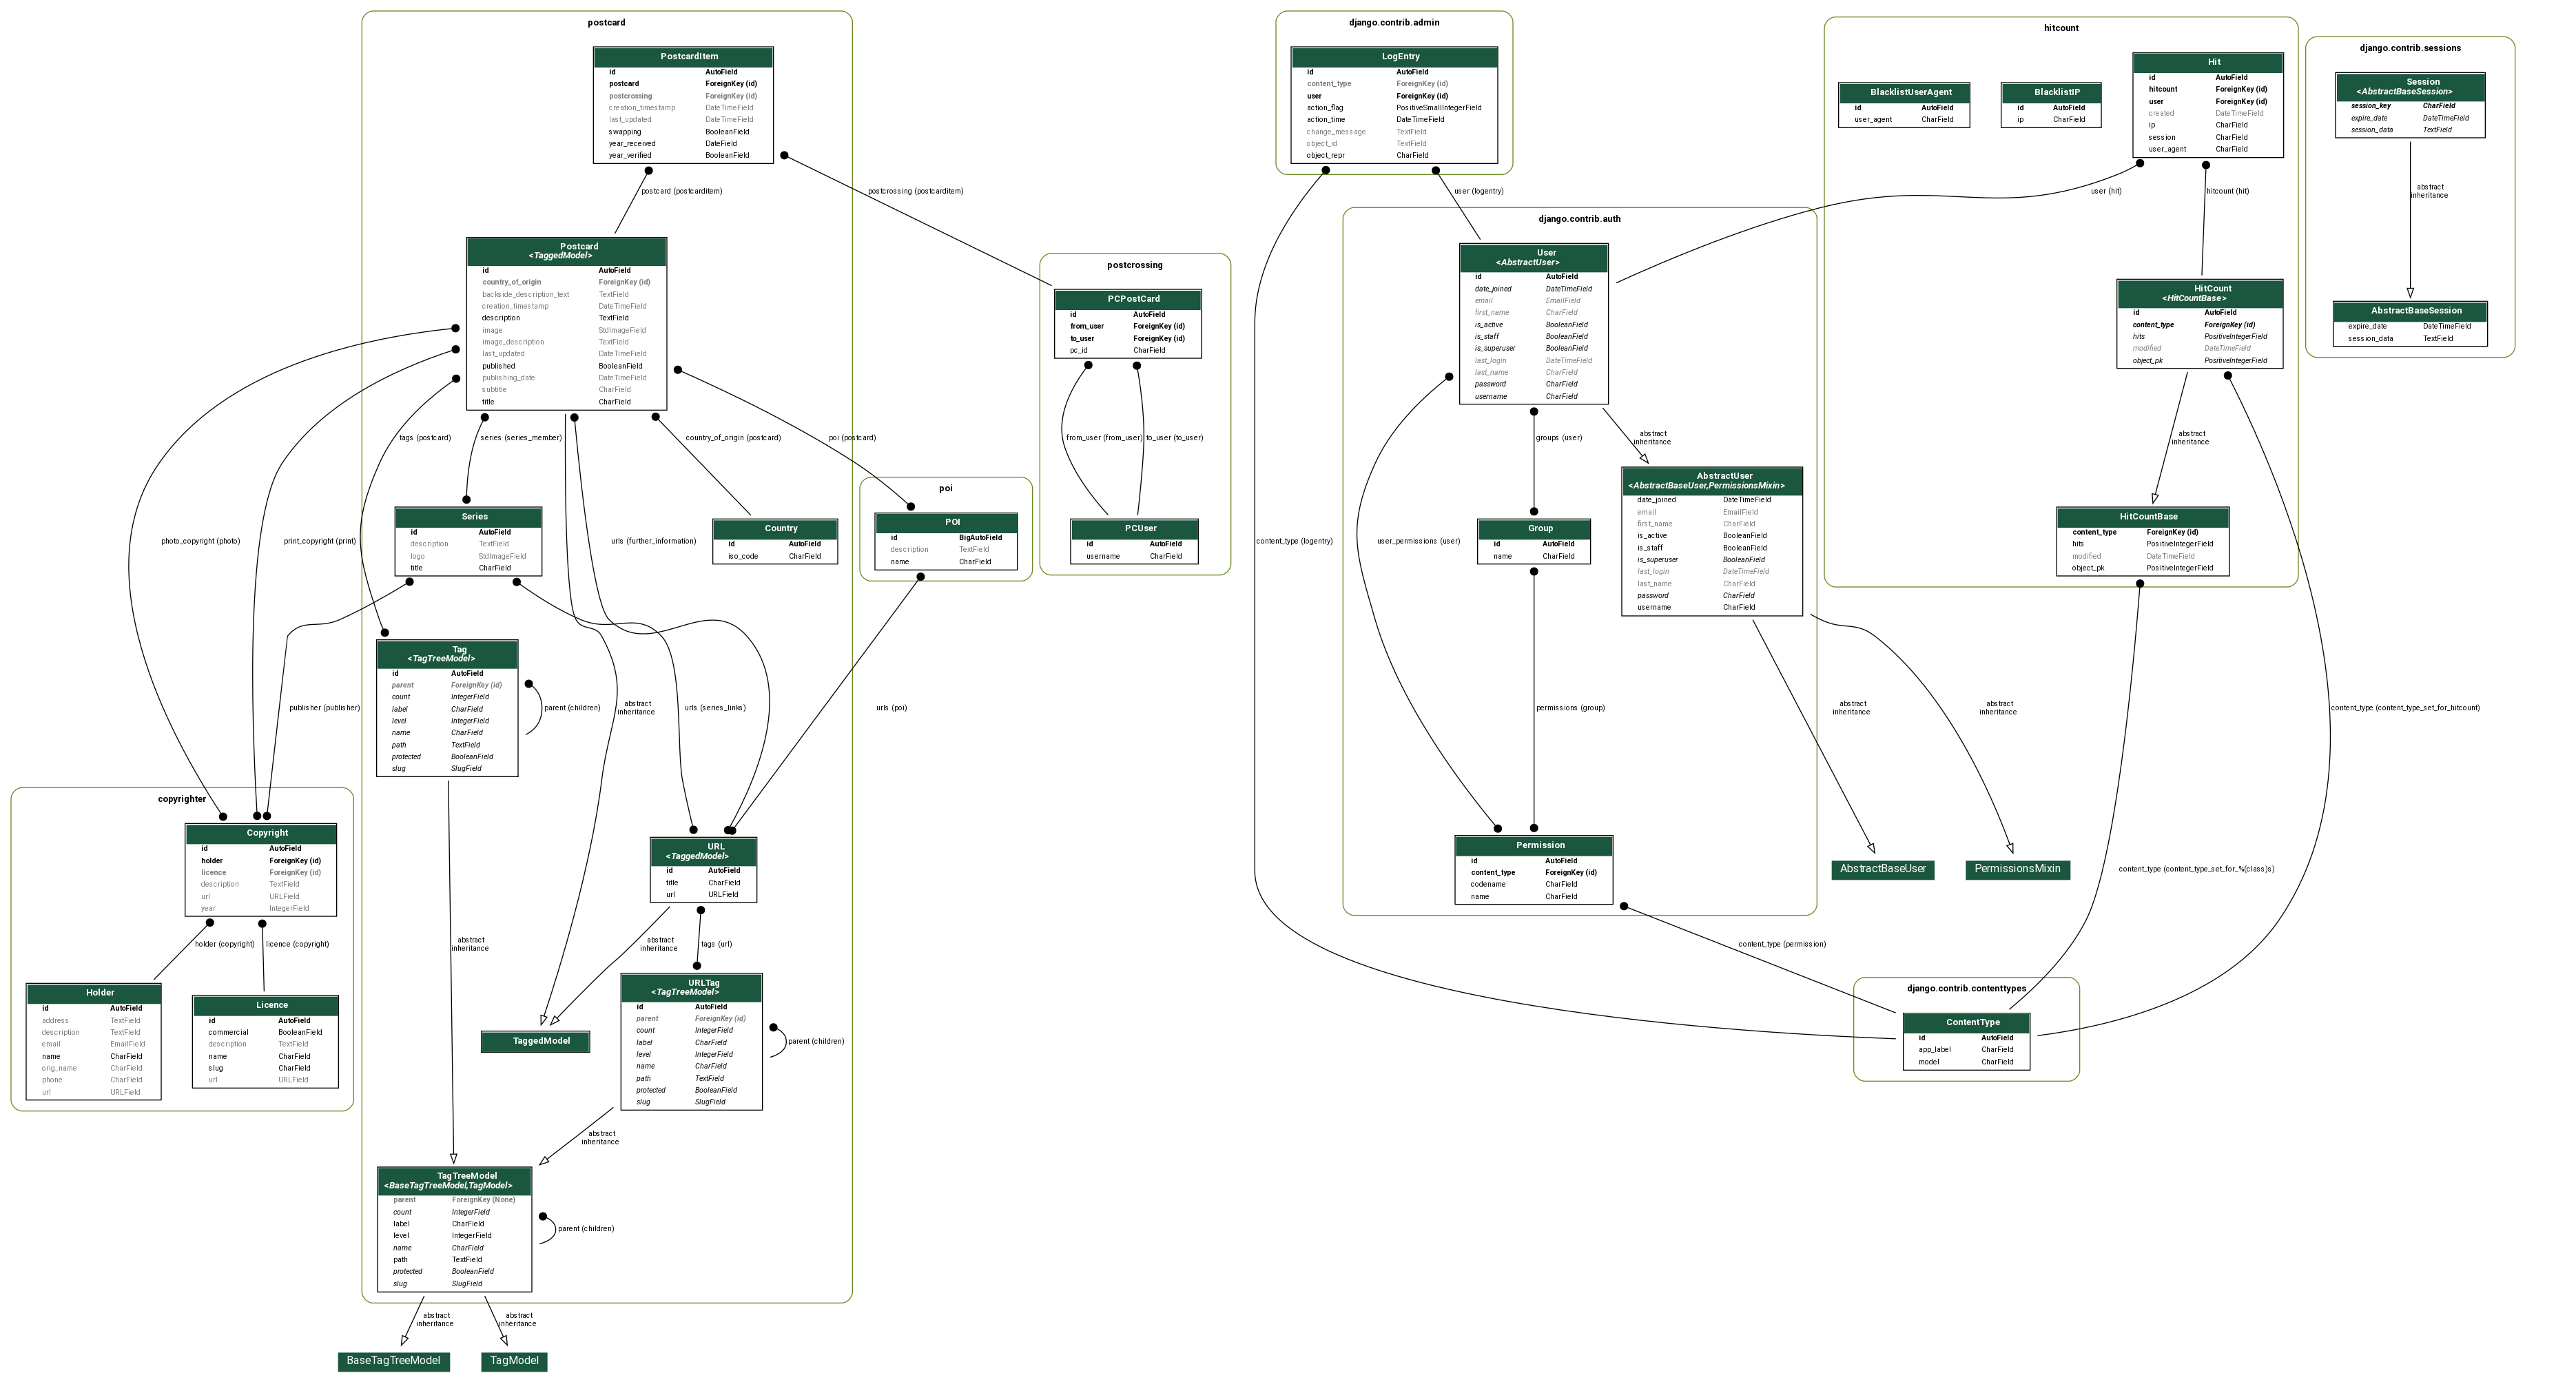 postcard
PostcardItem
id AutoField
postcard ForeignKey (id)
postcrossing ForeignKey (id)
creation_timestamp DateTimeField
last_updated DateTimeField
swapping BooleanField
year_received DateField
year_verified BooleanField
postcard (postcarditem)
postcrossing (postcarditem)
Postcard
<TaggedModel>
id AutoField
country_of_origin ForeignKey (id)
backside_description_text TextField
creation_timestamp DateTimeField
description TextField
image StdImageField
image_description TextField
last_updated DateTimeField
published BooleanField
publishing_date DateTimeField
subtitle CharField
title CharField
tags (postcard)
series (series_member)
country_of_origin (postcard)
poi (postcard)
photo_copyright (photo)
print_copyright (print)
urls (further_information)
Series
id AutoField
description TextField
logo StdImageField
title CharField
Country
id AutoField
iso_code CharField
publisher (publisher)
Tag
<TagTreeModel>
id AutoField
parent ForeignKey (id)
count IntegerField
label CharField
level IntegerField
name CharField
path TextField
protected BooleanField
slug SlugField
parent (children)
abstract
inheritance
urls (series_links)
urls (poi)
URL
<TaggedModel>
id AutoField
title CharField
url URLField
abstract
inheritance
abstract
inheritance
tags (url)
URLTag
<TagTreeModel>
id AutoField
parent ForeignKey (id)
count IntegerField
label CharField
level IntegerField
name CharField
path TextField
protected BooleanField
slug SlugField
parent (children)
TaggedModel
abstract
inheritance
TagTreeModel
<BaseTagTreeModel,TagModel>
parent ForeignKey (None)
count IntegerField
label CharField
level IntegerField
name CharField
path TextField
protected BooleanField
slug SlugField
parent (children)
abstract
inheritance
abstract
inheritance
BaseTagTreeModel
TagModel
copyrighter
Copyright
id AutoField
holder ForeignKey (id)
licence ForeignKey (id)
description TextField
url URLField
year IntegerField
holder (copyright)
licence (copyright)
Holder
id AutoField
address TextField
description TextField
email EmailField
name CharField
orig_name CharField
phone CharField
url URLField
Licence
id AutoField
commercial BooleanField
description TextField
name CharField
slug CharField
url URLField
poi
POI
id BigAutoField
description TextField
name CharField
postcrossing
PCPostCard
id AutoField
from_user ForeignKey (id)
to_user ForeignKey (id)
pc_id CharField
from_user (from_user)
to_user (to_user)
PCUser
id AutoField
username CharField
django.contrib.admin
LogEntry
id AutoField
content_type ForeignKey (id)
user ForeignKey (id)
action_flag PositiveSmallIntegerField
action_time DateTimeField
change_message TextField
object_id TextField
object_repr CharField
user (logentry)
content_type (logentry)
django.contrib.auth
User
<AbstractUser>
id AutoField
date_joined DateTimeField
email EmailField
first_name CharField
is_active BooleanField
is_staff BooleanField
is_superuser BooleanField
last_login DateTimeField
last_name CharField
password CharField
username CharField
groups (user)
abstract
inheritance
user_permissions (user)
Group
id AutoField
name CharField
permissions (group)
AbstractUser
<AbstractBaseUser,PermissionsMixin>
date_joined DateTimeField
email EmailField
first_name CharField
is_active BooleanField
is_staff BooleanField
is_superuser BooleanField
last_login DateTimeField
last_name CharField
password CharField
username CharField
abstract
inheritance
abstract
inheritance
Permission
id AutoField
content_type ForeignKey (id)
codename CharField
name CharField
AbstractBaseUser
PermissionsMixin
content_type (permission)
django.contrib.contenttypes
ContentType
id AutoField
app_label CharField
model CharField
hitcount
BlacklistUserAgent
id AutoField
user_agent CharField
BlacklistIP
id AutoField
ip CharField
Hit
id AutoField
hitcount ForeignKey (id)
user ForeignKey (id)
created DateTimeField
ip CharField
session CharField
user_agent CharField
user (hit)
hitcount (hit)
HitCount
<HitCountBase>
id AutoField
content_type ForeignKey (id)
hits PositiveIntegerField
modified DateTimeField
object_pk PositiveIntegerField
abstract
inheritance
HitCountBase
content_type ForeignKey (id)
hits PositiveIntegerField
modified DateTimeField
object_pk PositiveIntegerField
content_type (content_type_set_for_hitcount)
content_type (content_type_set_for_%(class)s)
django.contrib.sessions
Session
<AbstractBaseSession>
session_key CharField
expire_date DateTimeField
session_data TextField
abstract
inheritance
AbstractBaseSession
expire_date DateTimeField
session_data TextField